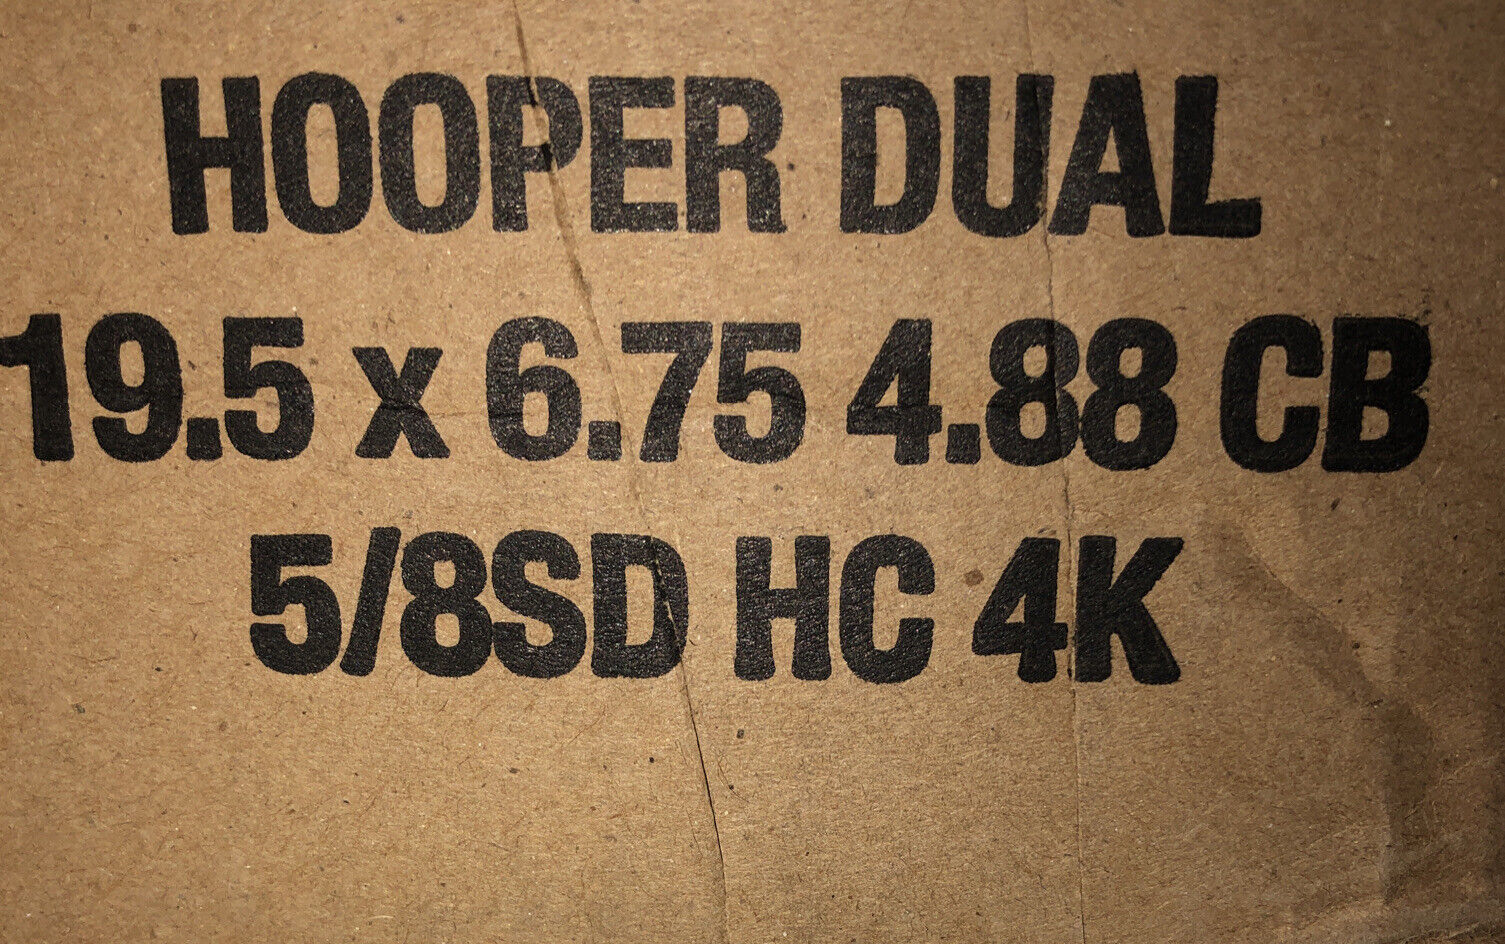 HOOPER DUAL
19.5 x 6.75 4.88 CB
5/8SD HC 4K